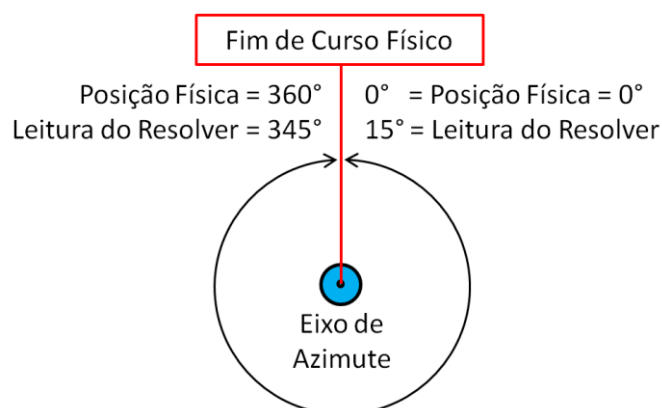 Fim de Curso Físico
Posição Física = 360°
0° = Posição Física = 0°
Leitura do Resolver = 345°
15° = Leitura do Resolver
Eixo de
Azimute